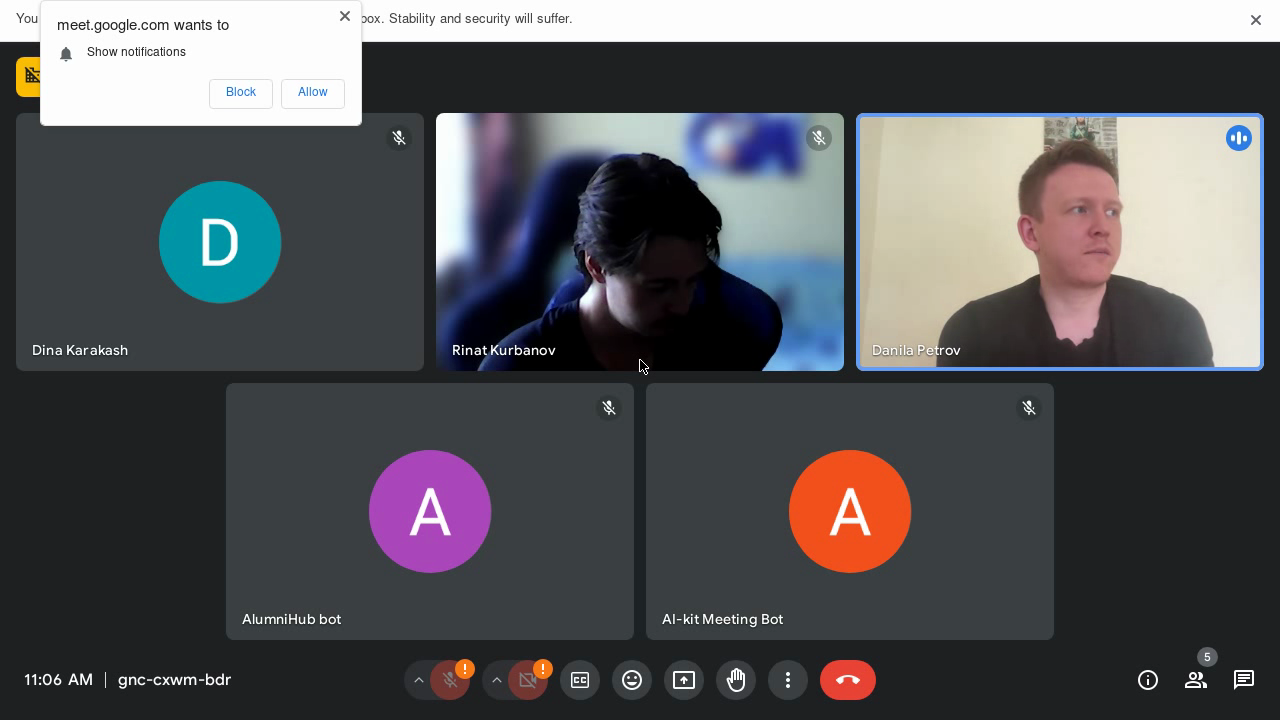 You
box. Stability and security will suffer.
meet.google.com wants to
Show notifications
Block
Allow
D
Dina Karakash
Rinat Kurbanov
Danila Petrov
A
AlumniHub bot
A
AI-kit Meeting Bot
11:06 AM | gnc-cxwm-bdr
!
!
CC
5